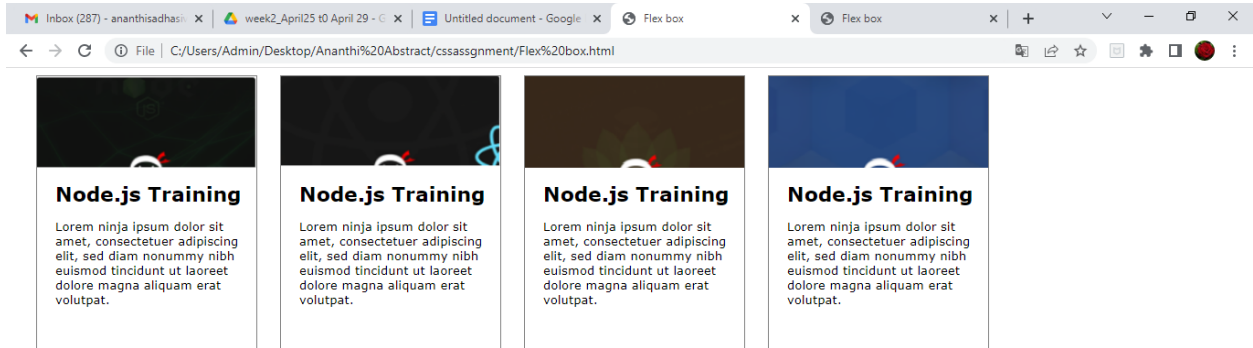 Inbox (287) - ananthisadhasiv
week2_April25 t0 April 29 - G
Untitled document - Google
Flex box
Flex box
File | C:/Users/Admin/Desktop/Ananthi%20Abstract/cssassgnment/Flex%20box.html
Node.js Training
Lorem ninja ipsum dolor sit
amet, consectetuer adipiscing
elit, sed diam nonummy nibh
euismod tincidunt ut laoreet
dolore magna aliquam erat
volutpat.
Node.js Training
Lorem ninja ipsum dolor sit
amet, consectetuer adipiscing
elit, sed diam nonummy nibh
euismod tincidunt ut laoreet
dolore magna aliquam erat
volutpat.
Node.js Training
Lorem ninja ipsum dolor sit
amet, consectetuer adipiscing
elit, sed diam nonummy nibh
euismod tincidunt ut laoreet
dolore magna aliquam erat
volutpat.
Node.js Training
Lorem ninja ipsum dolor sit
amet, consectetuer adipiscing
elit, sed diam nonummy nibh
euismod tincidunt ut laoreet
dolore magna aliquam erat
volutpat.